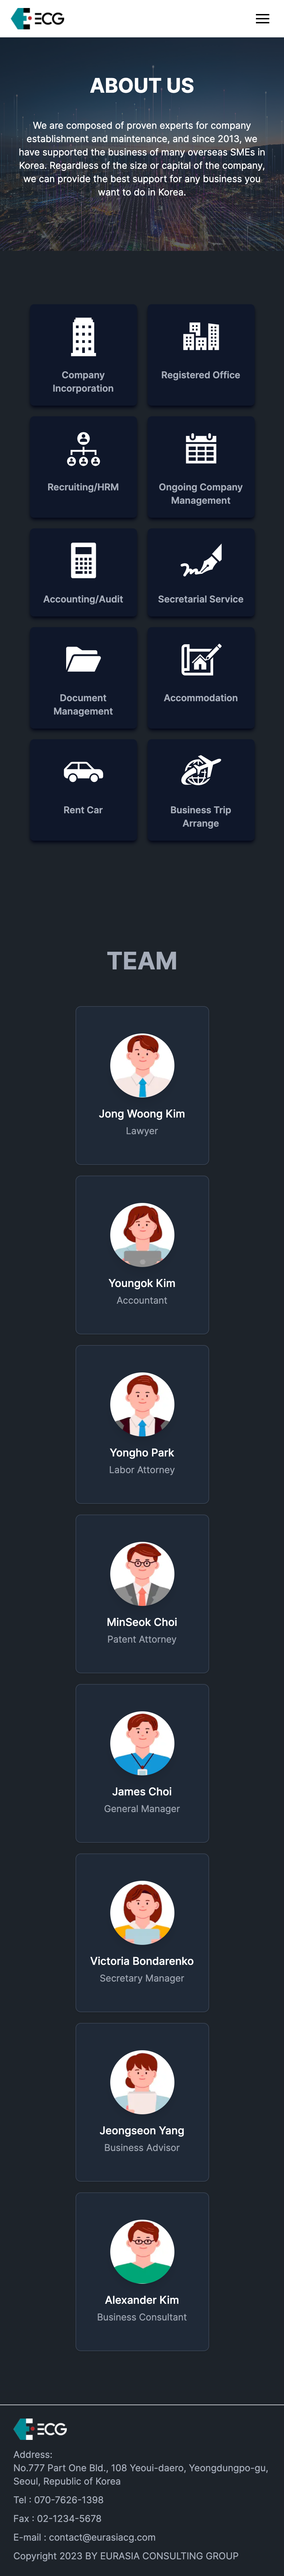 ECG
ABOUT US
We are composed of proven experts for company
establishment and maintenance, and since 2013, we
have supported the business of many overseas SMEs in
Korea. Regardless of the size or capital of the company,
we can provide the best support for any business you
want to do in Korea.
Company
Incorporation
Registered Office
Recruiting/HRM
Ongoing Company
Management
Accounting/Audit
Secretarial Service
Document
Management
Accommodation
Rent Car
Business Trip
Arrange
TEAM
Jong Woong Kim
Lawyer
Youngok Kim
Accountant
Yongho Park
Labor Attorney
MinSeok Choi
Patent Attorney
James Choi
General Manager
Victoria Bondarenko
Secretary Manager
Jeongseon Yang
Business Advisor
Alexander Kim
Business Consultant
ECG
Address:
No.777 Part One Bld., 108 Yeoui-daero, Yeongdungpo-gu,
Seoul, Republic of Korea
Tel : 070-7626-1398
Fax : 02-1234-5678
E-mail : contact@eurasiacg.com
Copyright 2023 BY EURASIA CONSULTING GROUP